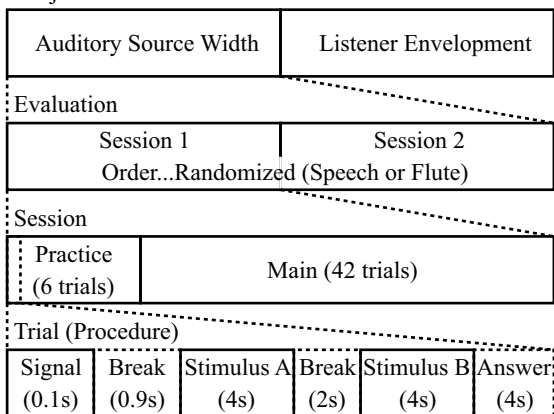 Auditory Source Width Listener Envelopment
Evaluation
Session 1 Session 2
Order...Randomized (Speech or Flute)
Session
Practice
(6 trials)
Main (42 trials)
Trial (Procedure)
Signal Break Stimulus A Break Stimulus B Answer
(0.1s) (0.9s) (4s) (2s) (4s) (4s)